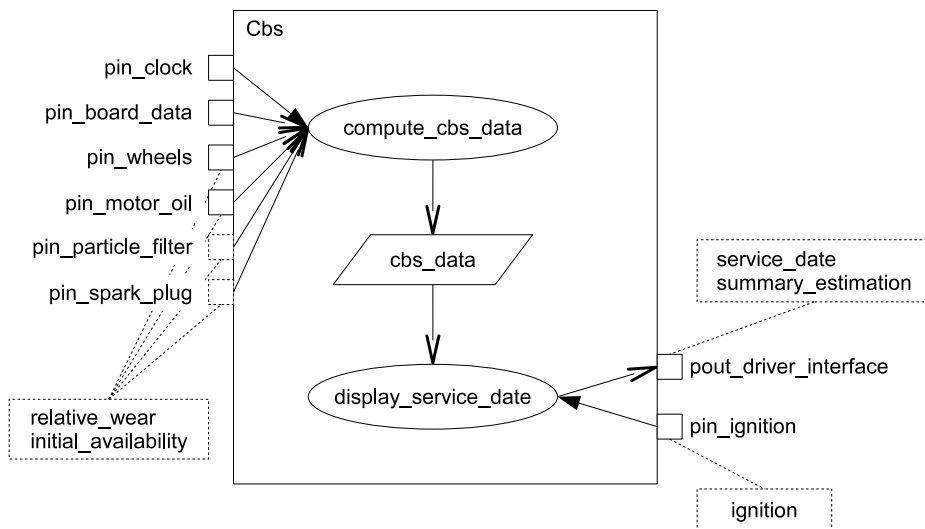 Cbs
pin_clock
pin_board_data
compute_cbs_data
pin_wheels
pin_motor_oil
pin_particle_filter
cbs_data
pin_spark_plug
service_date
summary_estimation
pout_driver_interface
display_service_date
relative_wear
initial_availability
pin_ignition
ignition